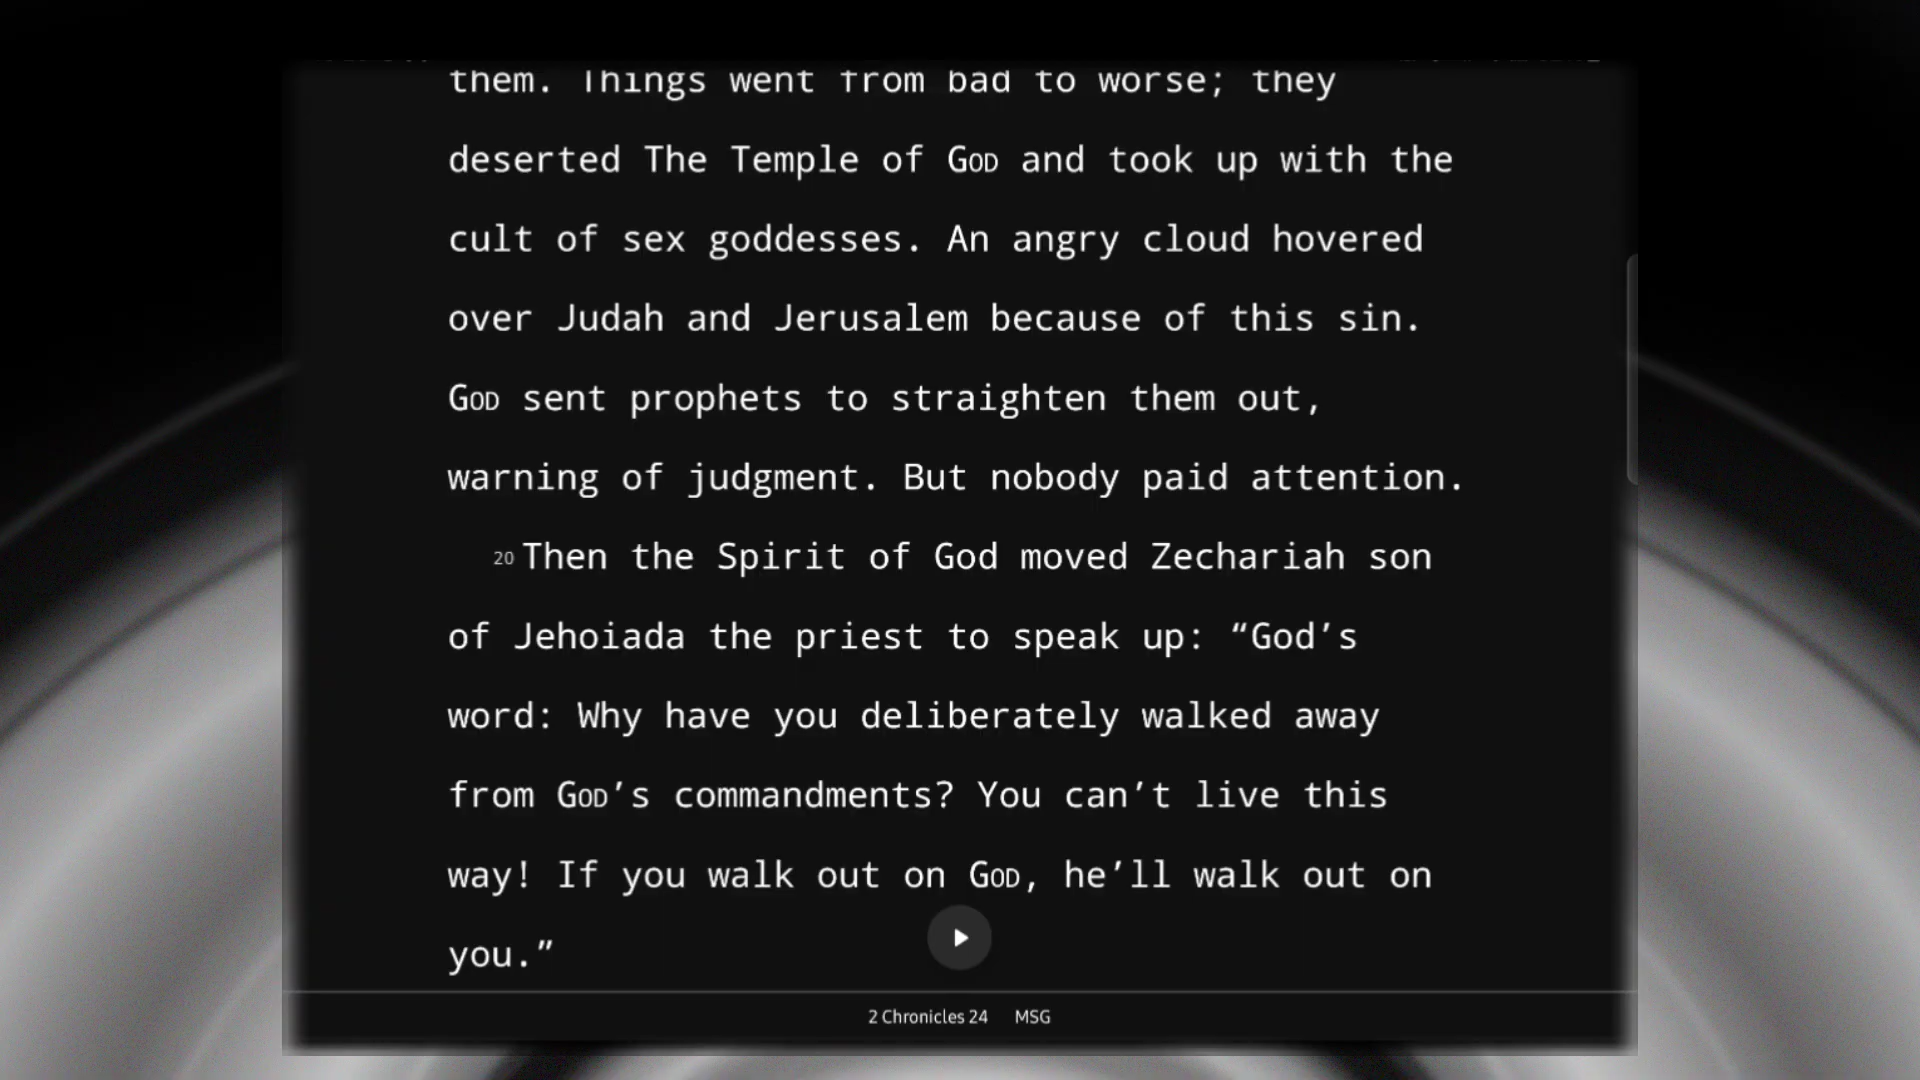 them. Things went from bad to worse; they
deserted The Temple of GOD and took up with the
cult of sex goddesses. An angry cloud hovered
over Judah and Jerusalem because of this sin.
GOD sent prophets to straighten them out,
warning of judgment. But nobody paid attention.
20 Then the Spirit of God moved Zechariah son
of Jehoiada the priest to speak up: “God’s
word: Why have you deliberately walked away
from GOD’s commandments? You can’t live this
way! If you walk out on GOD, he’ll walk out on
you.”
2 Chronicles 24 MSG